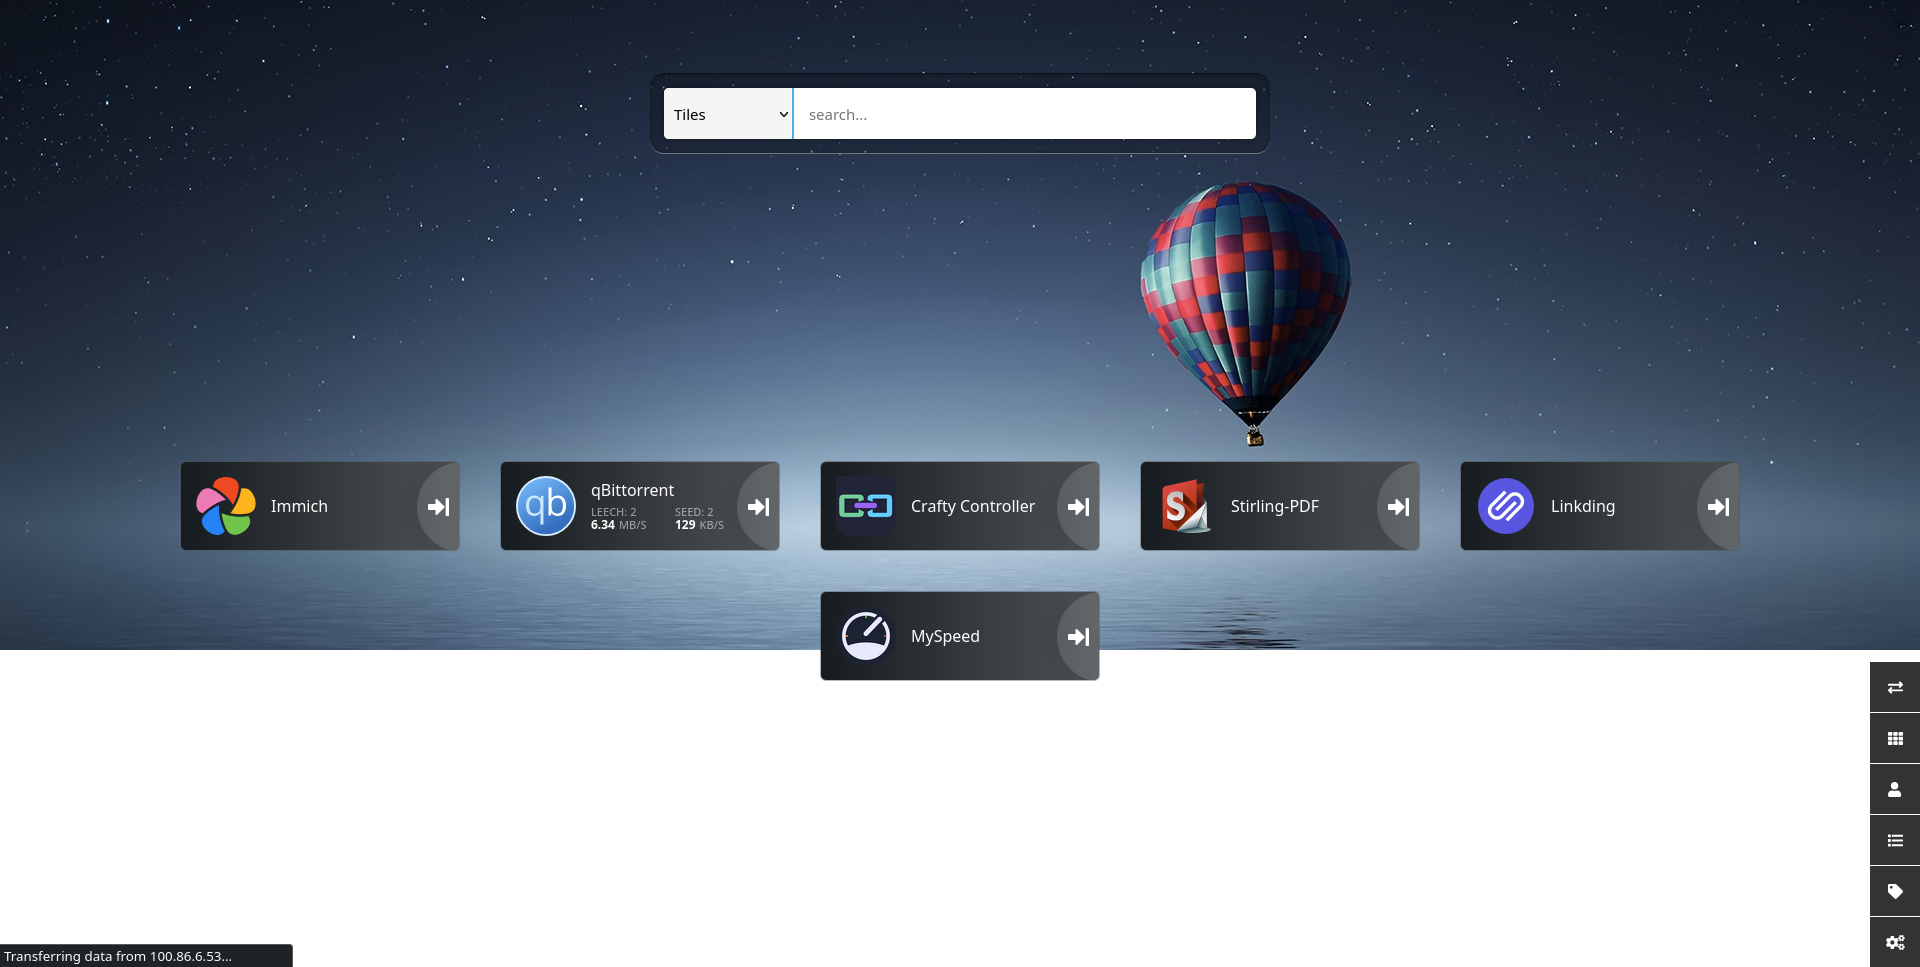 Tiles
search...
Immich
qb
qBittorrent
LEECH: 2 SEED: 2
6.34 MB/S 129 KB/S
Crafty Controller
S
Stirling-PDF
Linkding
MySpeed
Transferring data from 100.86.6.53...